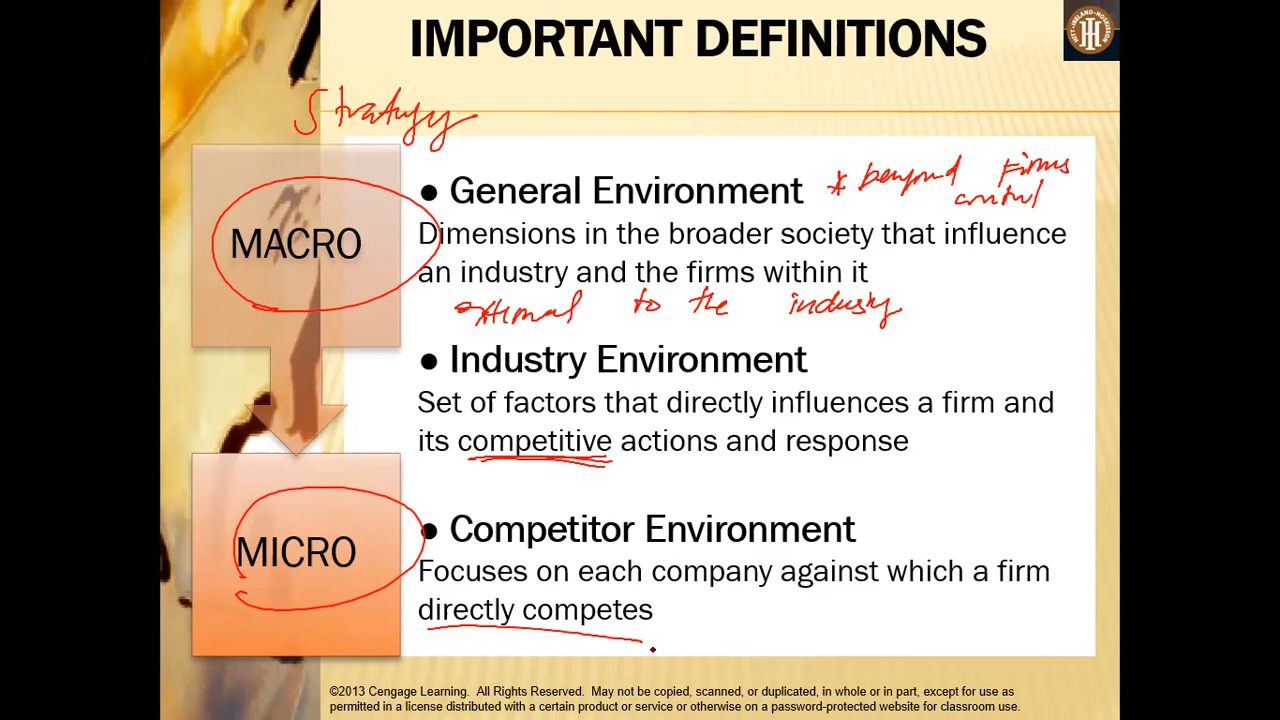 IMPORTANT DEFINITIONS
HITT · IRELAND · HOSKISSON
Strategy
MACRO
● General Environment
* beyond Firms
control
Dimensions in the broader society that influence
an industry and the firms within it
external to the industry
● Industry Environment
Set of factors that directly influences a firm and
its competitive actions and response
MICRO
● Competitor Environment
Focuses on each company against which a firm
directly competes
©2013 Cengage Learning. All Rights Reserved. May not be copied, scanned, or duplicated, in whole or in part, except for use as
permitted in a license distributed with a certain product or service or otherwise on a password-protected website for classroom use.